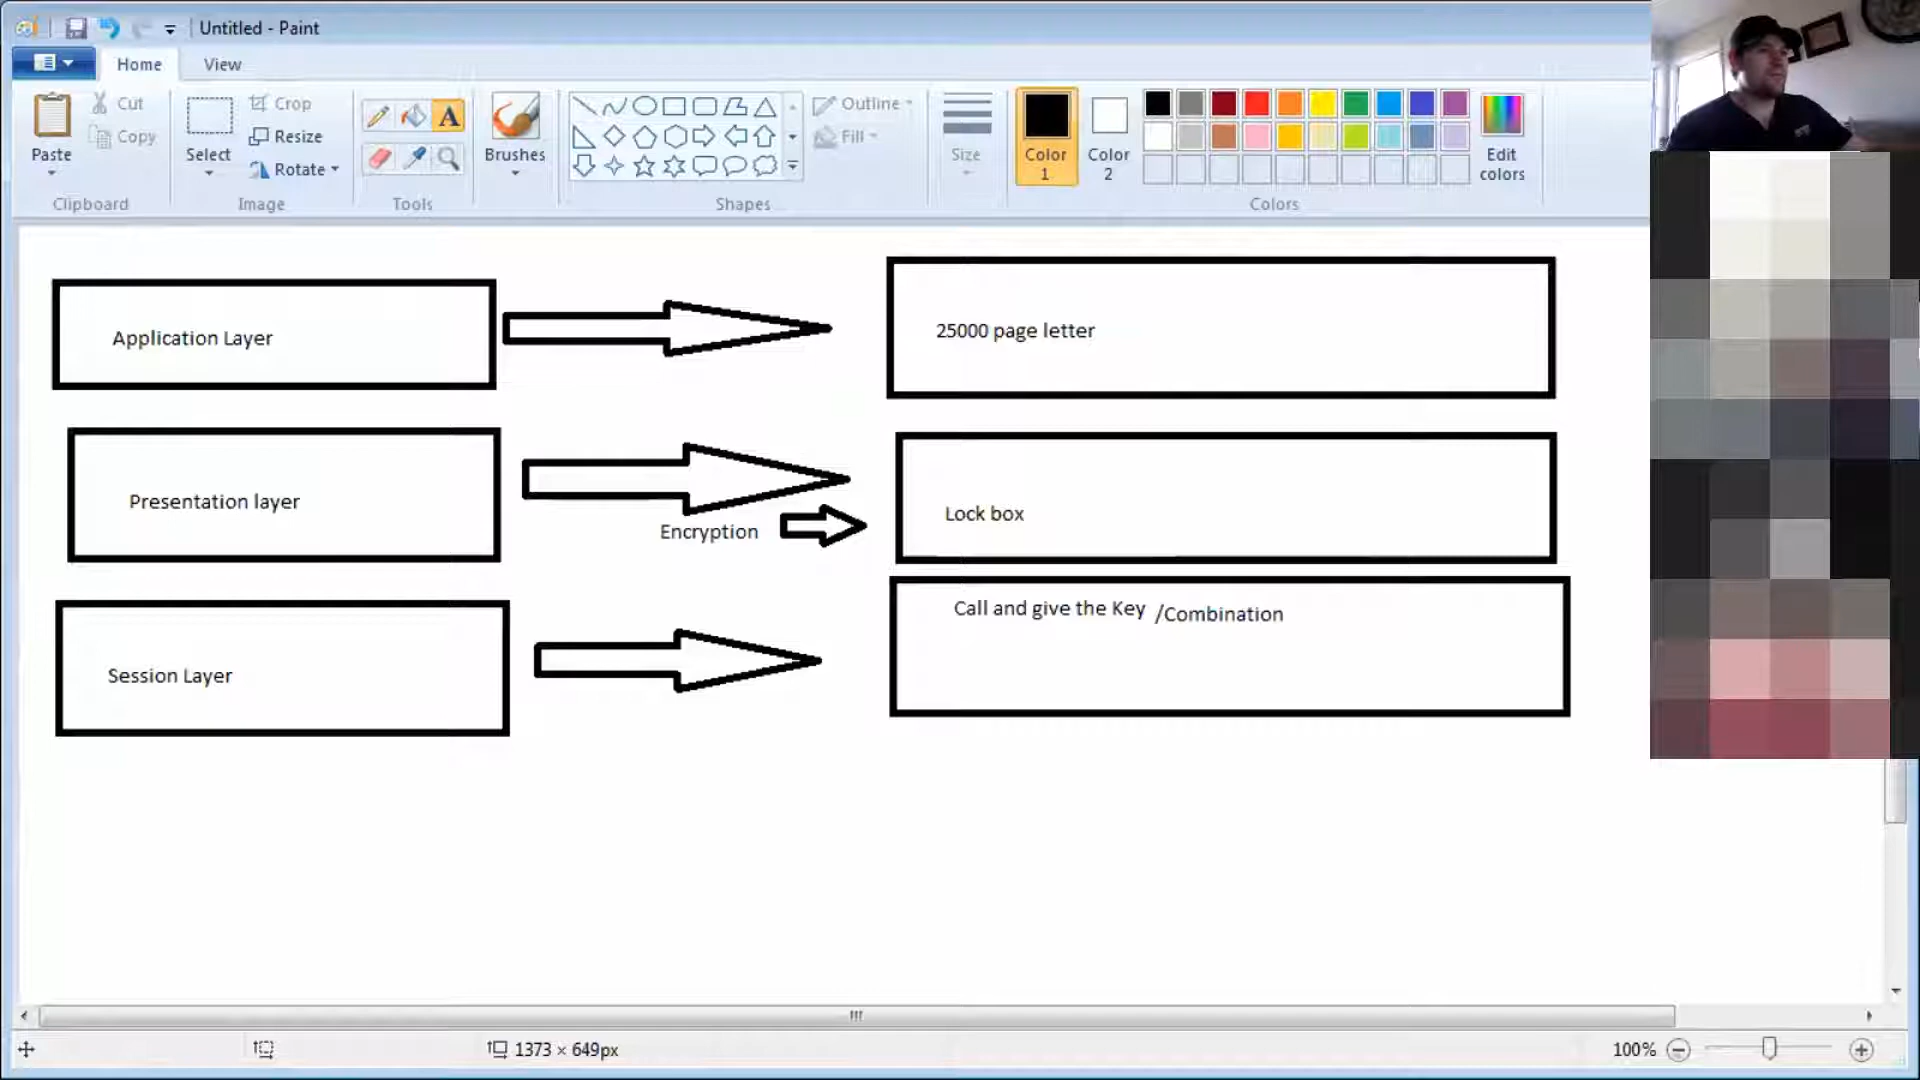 Untitled - Paint
Home View
Paste
Cut
Copy
Clipboard
Select
Crop
Resize
Rotate
Image
A
Tools
Brushes
Shapes
Outline
Fill
Size
Color 1
Color 2
Edit colors
Colors
Application Layer
25000 page letter
Presentation layer
Encryption
Lock box
Session Layer
Call and give the Key /Combination
1373 × 649px
100%